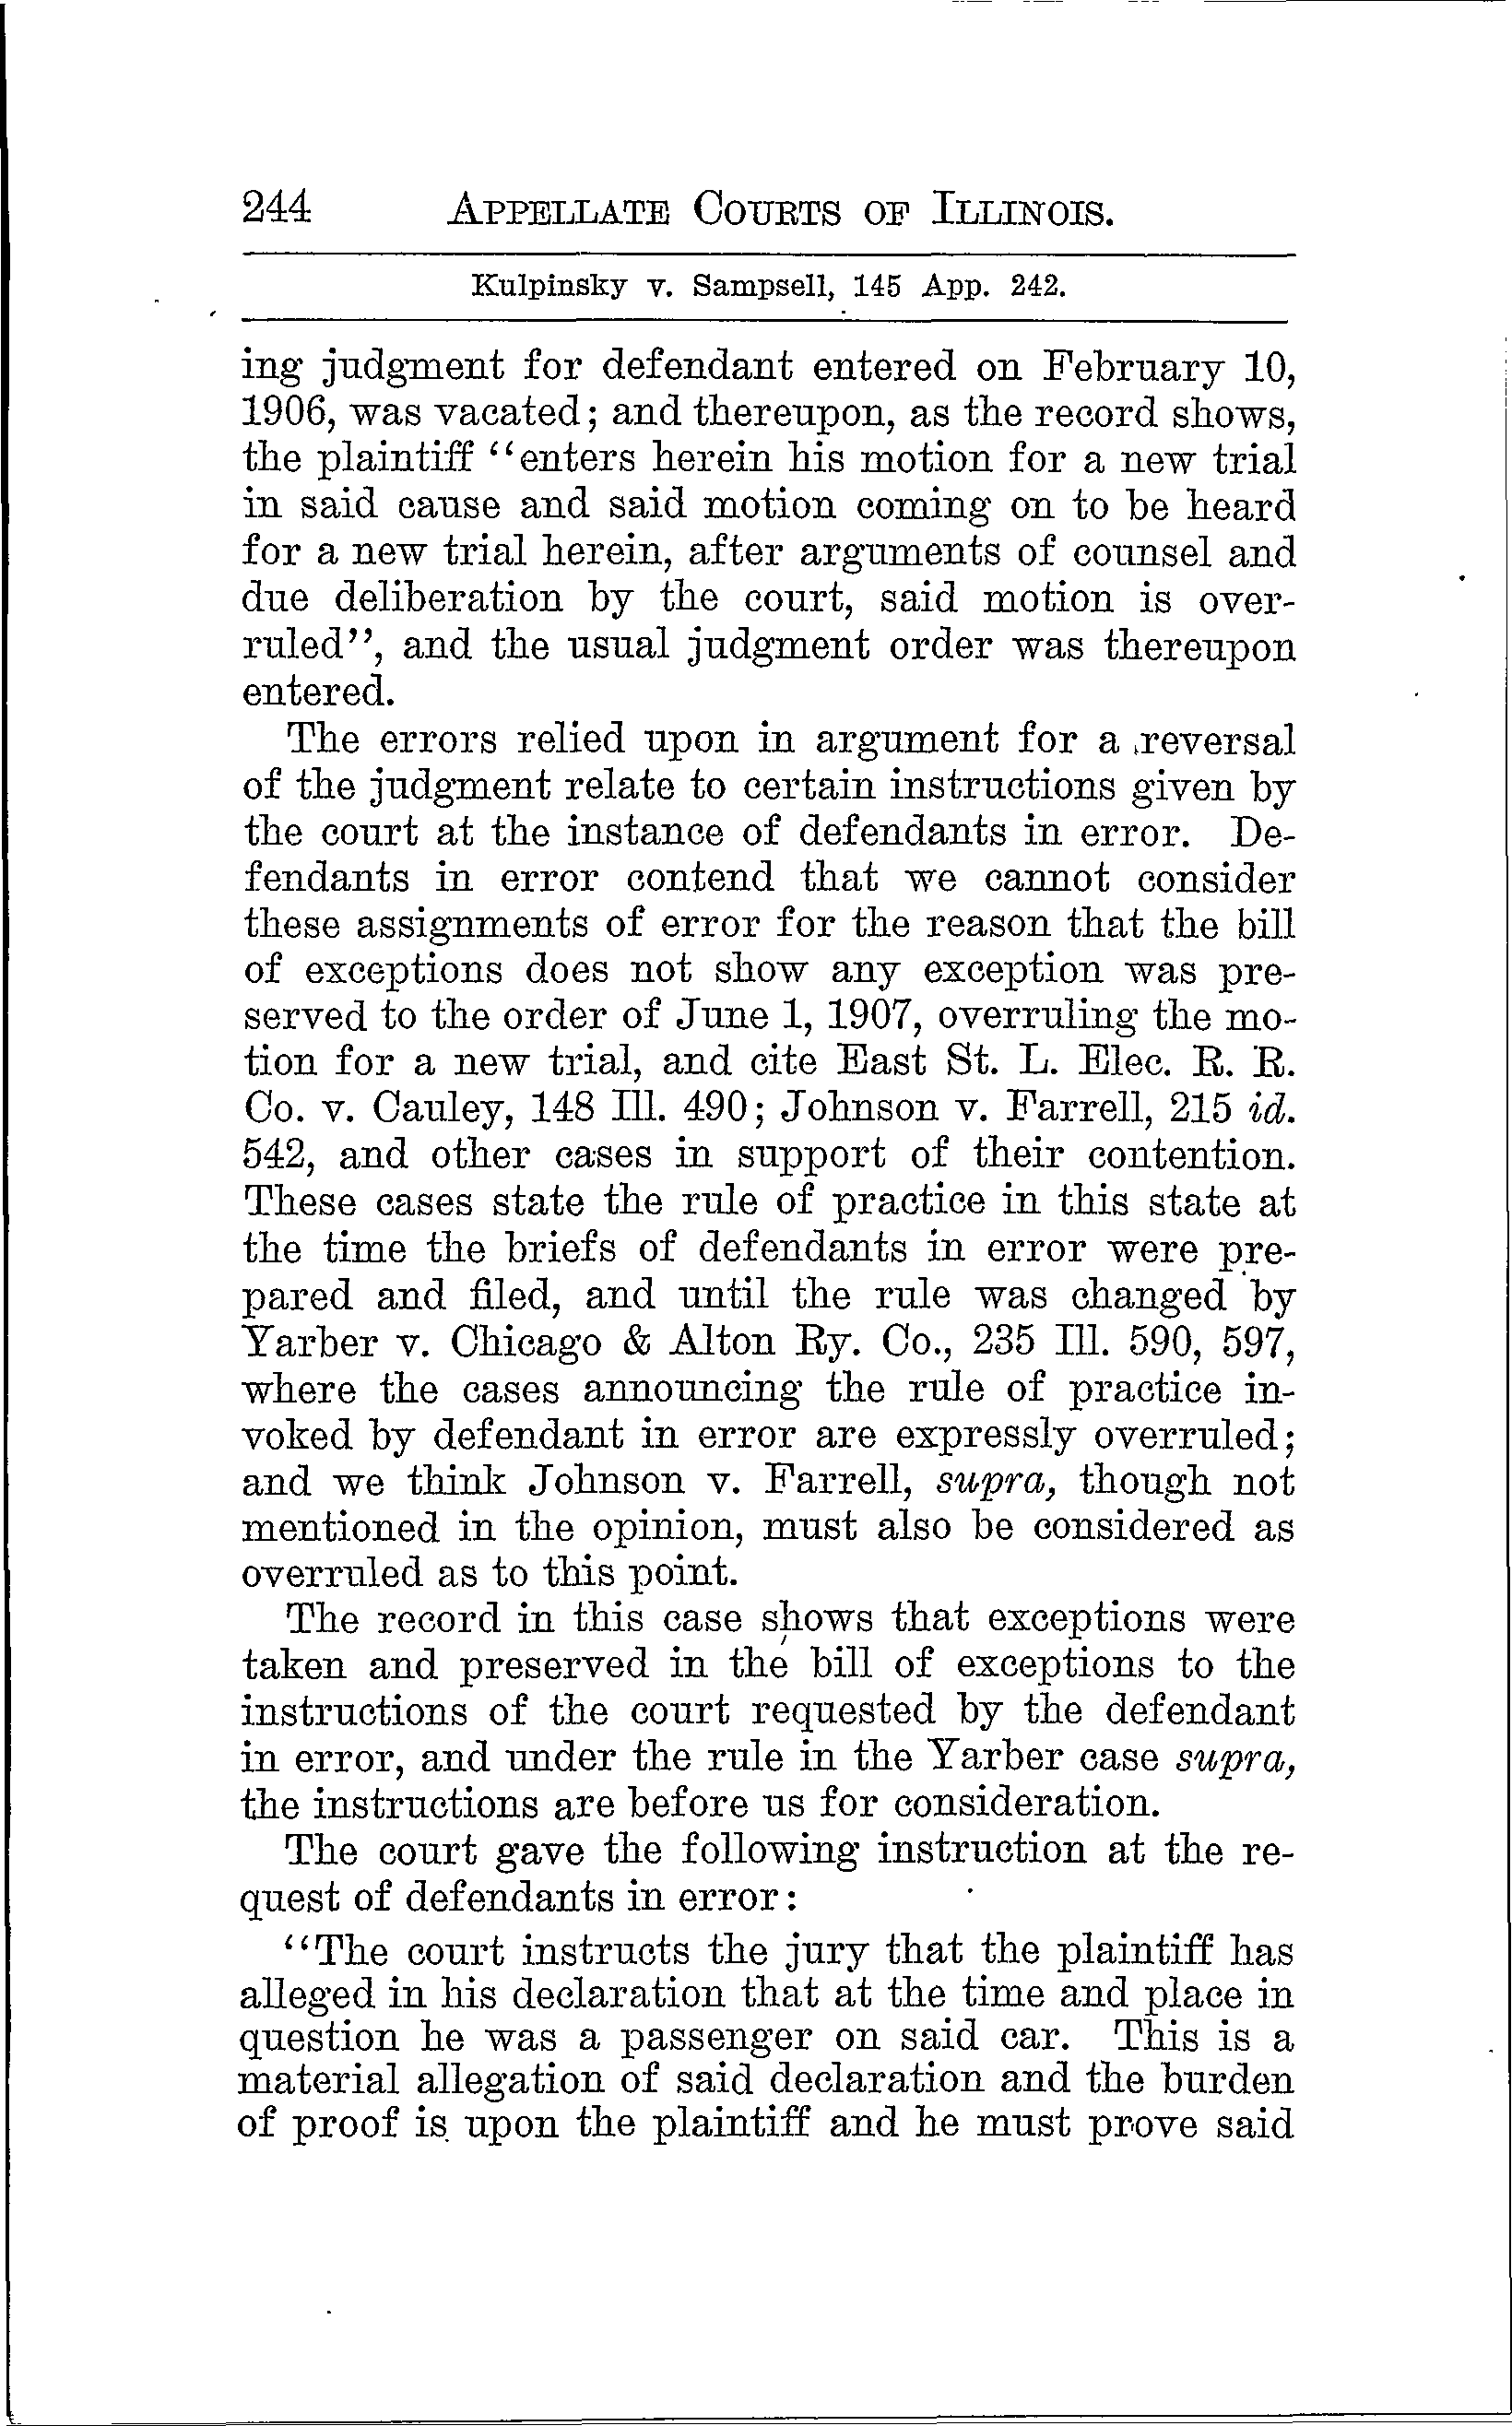 244 APPELLATE COURTS OF ILLINOIS.
Kulpinsky v. Sampsell, 145 App. 242.
ing judgment for defendant entered on February 10,
1906, was vacated; and thereupon, as the record shows,
the plaintiff "enters herein his motion for a new trial
in said cause and said motion coming on to be heard
for a new trial herein, after arguments of counsel and
due deliberation by the court, said motion is over-
ruled", and the usual judgment order was thereupon
entered.
The errors relied upon in argument for a reversal
of the judgment relate to certain instructions given by
the court at the instance of defendants in error. De-
fendants in error contend that we cannot consider
these assignments of error for the reason that the bill
of exceptions does not show any exception was pre-
served to the order of June 1, 1907, overruling the mo-
tion for a new trial, and cite East St. L. Elec. R. R.
Co. v. Cauley, 148 Ill. 490; Johnson v. Farrell, 215 id.
542, and other cases in support of their contention.
These cases state the rule of practice in this state at
the time the briefs of defendants in error were pre-
pared and filed, and until the rule was changed by
Yarber v. Chicago & Alton Ry. Co., 235 Ill. 590, 597,
where the cases announcing the rule of practice in-
voked by defendant in error are expressly overruled;
and we think Johnson v. Farrell, supra, though not
mentioned in the opinion, must also be considered as
overruled as to this point.
The record in this case shows that exceptions were
taken and preserved in the bill of exceptions to the
instructions of the court requested by the defendant
in error, and under the rule in the Yarber case supra,
the instructions are before us for consideration.
The court gave the following instruction at the re-
quest of defendants in error:
"The court instructs the jury that the plaintiff has
alleged in his declaration that at the time and place in
question he was a passenger on said car. This is a
material allegation of said declaration and the burden
of proof is upon the plaintiff and he must prove said